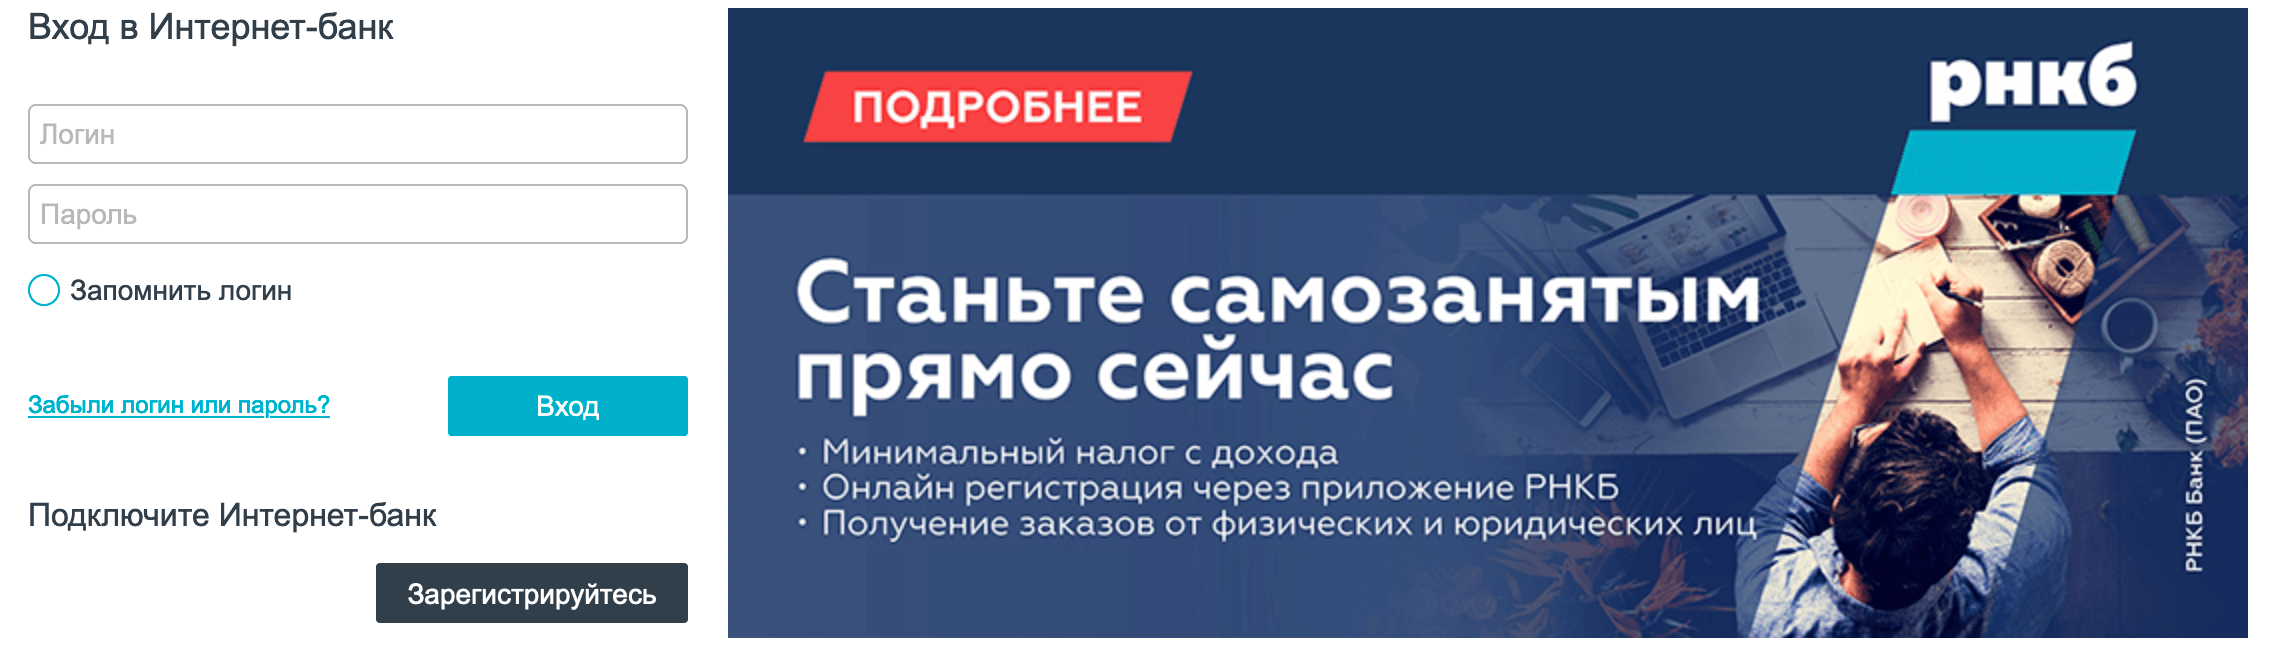 Вход в Интернет-банк
Логин
Пароль
Запомнить логин
Забыли логин или пароль?
Вход
Подключите Интернет-банк
Зарегистрируйтесь
ПОДРОБНЕЕ
рнкб
Станьте самозанятым
прямо сейчас
• Минимальный налог с дохода
• Онлайн регистрация через приложение РНКБ
• Получение заказов от физических и юридических лиц
РНКБ Банк (ПАО)